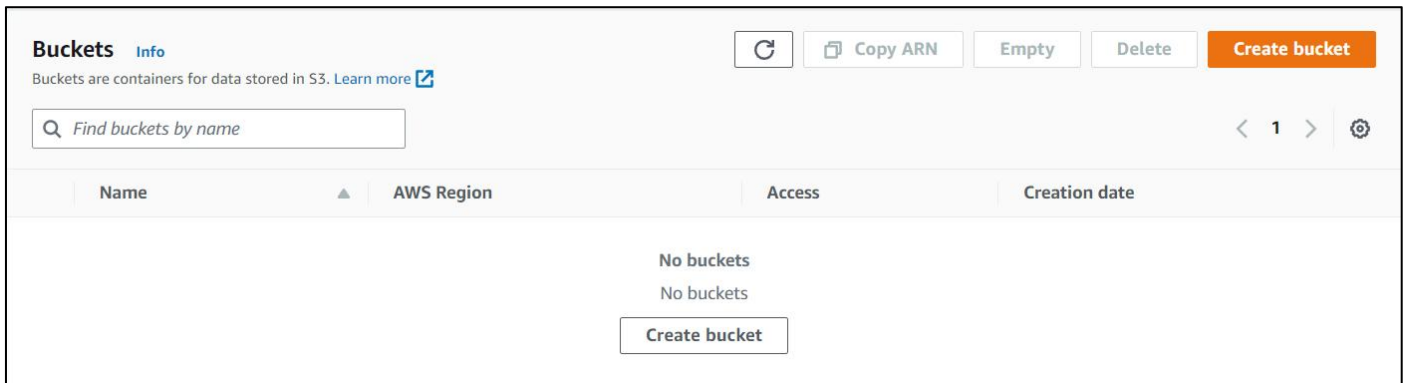 Buckets Info
Copy ARN Empty Delete Create bucket
Buckets are containers for data stored in S3. Learn more
Find buckets by name
1
Name AWS Region Access Creation date
No buckets
No buckets
Create bucket